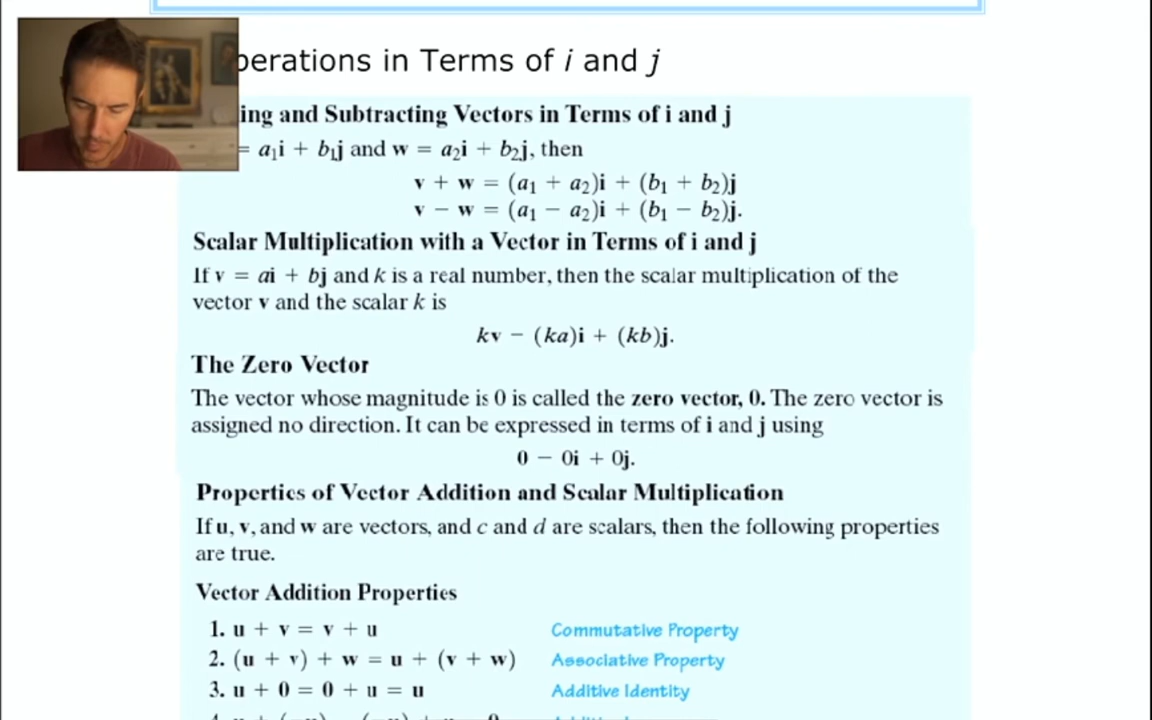 perations in Terms of i and j
ing and Subtracting Vectors in Terms of i and j
= a₁i + b₁j and w = a₂i + b₂j, then
v + w = (a₁ + a₂)i + (b₁ + b₂)j
v − w = (a₁ − a₂)i + (b₁ − b₂)j.
Scalar Multiplication with a Vector in Terms of i and j
If v = ai + bj and k is a real number, then the scalar multiplication of the
vector v and the scalar k is
kv − (ka)i + (kb)j.
The Zero Vector
The vector whose magnitude is 0 is called the zero vector, 0. The zero vector is
assigned no direction. It can be expressed in terms of i and j using
0 − 0i + 0j.
Properties of Vector Addition and Scalar Multiplication
If u, v, and w are vectors, and c and d are scalars, then the following properties
are true.
Vector Addition Properties
1. u + v = v + u Commutative Property
2. (u + v) + w = u + (v + w) Associative Property
3. u + 0 = 0 + u = u Additive Identity